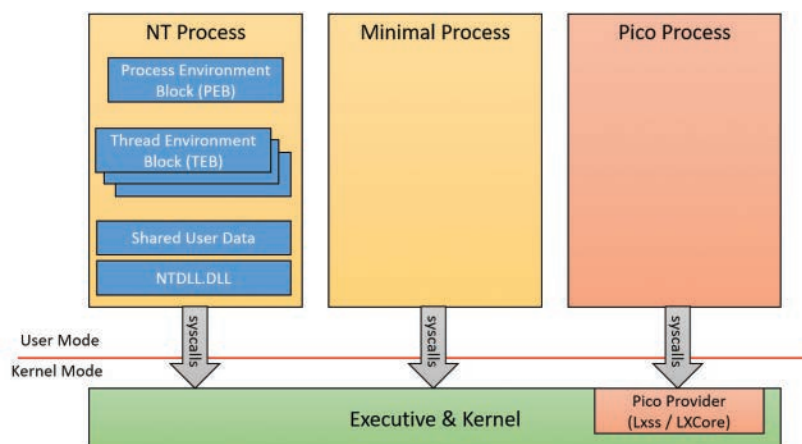 NT Process
Process Environment
Block (PEB)
Thread Environment
Block (TEB)
Shared User Data
NTDLL.DLL
Minimal Process
Pico Process
syscalls
syscalls
syscalls
User Mode
Kernel Mode
Executive & Kernel
Pico Provider
(Lxss / LXCore)